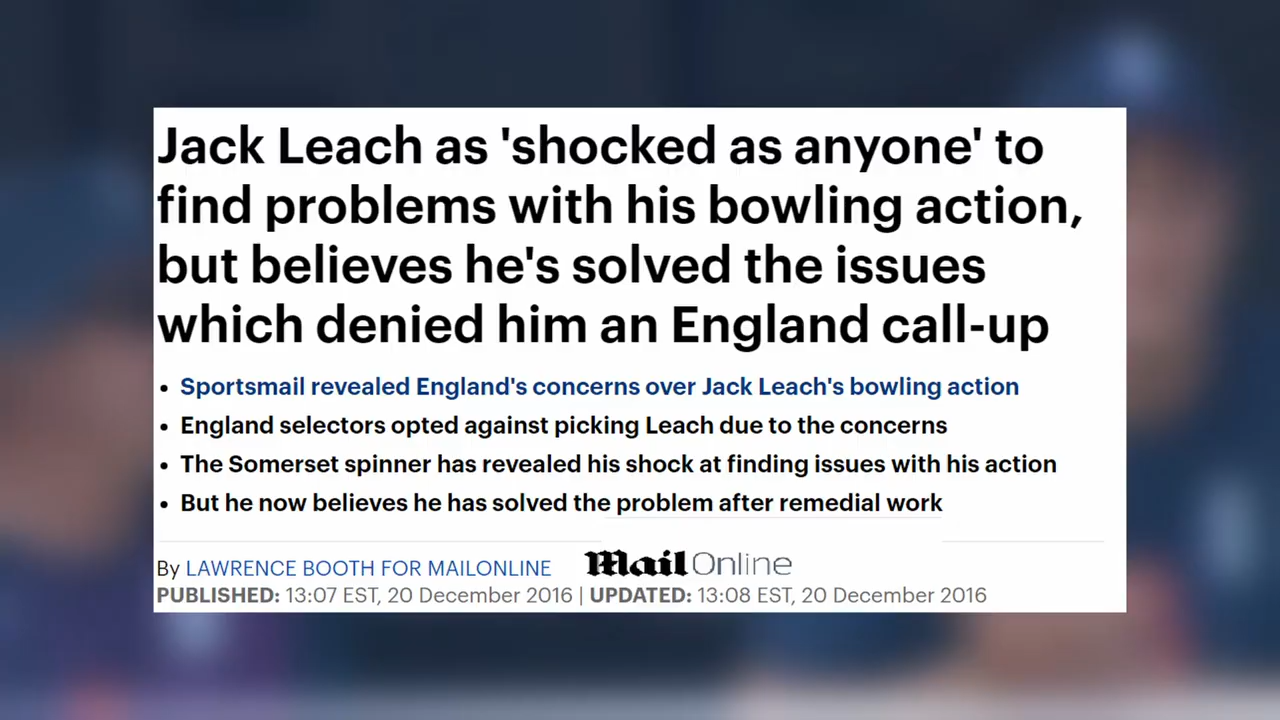 Jack Leach as 'shocked as anyone' to
find problems with his bowling action,
but believes he's solved the issues
which denied him an England call-up
• Sportsmail revealed England's concerns over Jack Leach's bowling action
• England selectors opted against picking Leach due to the concerns
• The Somerset spinner has revealed his shock at finding issues with his action
• But he now believes he has solved the problem after remedial work
By LAWRENCE BOOTH FOR MAILONLINE Mail Online
PUBLISHED: 13:07 EST, 20 December 2016 | UPDATED: 13:08 EST, 20 December 2016